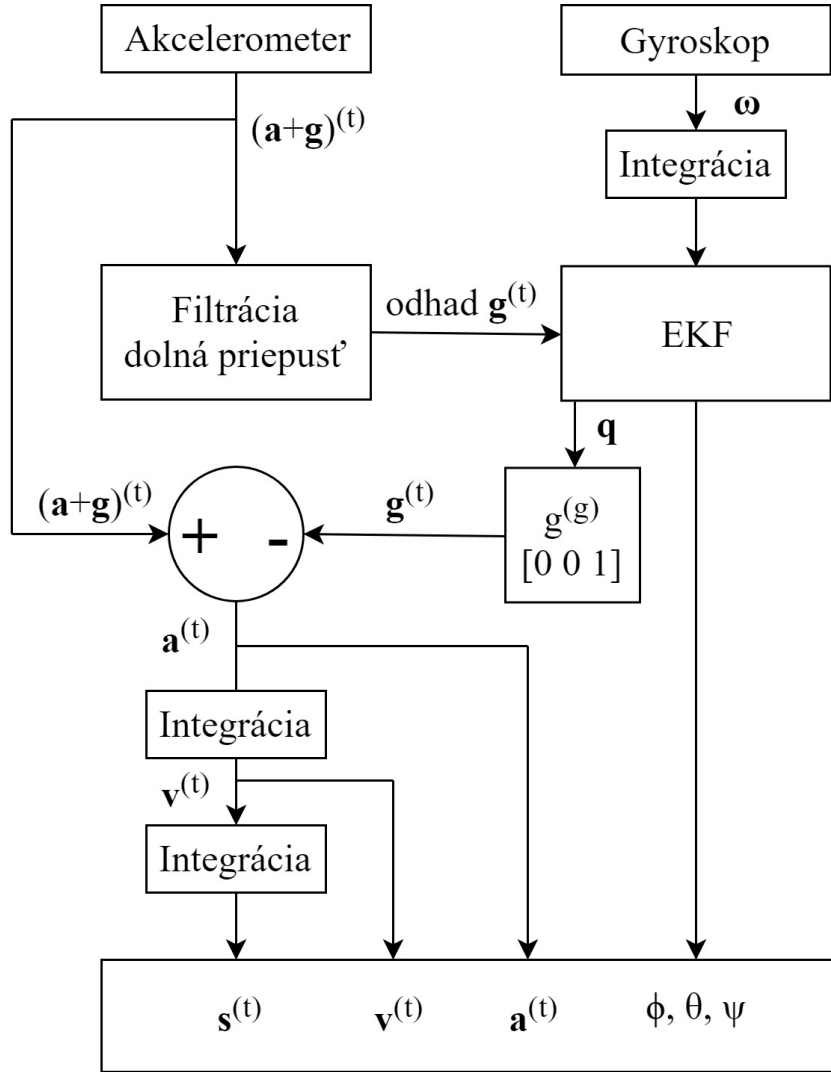 Akcelerometer
Gyroskop
(a+g)⁽ᵗ⁾
ω
Integrácia
Filtrácia
dolná priepusť
odhad g⁽ᵗ⁾
EKF
q
(a+g)⁽ᵗ⁾
+
-
g⁽ᵗ⁾
g⁽ᵍ⁾
[0 0 1]
a⁽ᵗ⁾
Integrácia
v⁽ᵗ⁾
Integrácia
s⁽ᵗ⁾ v⁽ᵗ⁾ a⁽ᵗ⁾ ϕ, θ, ψ